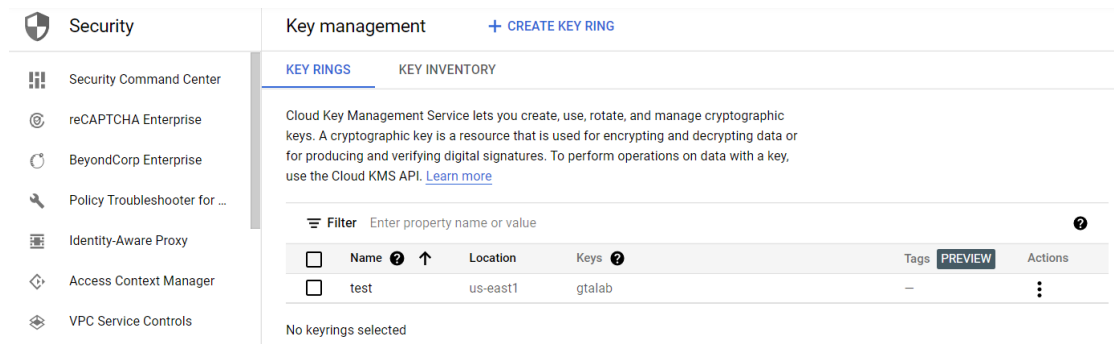 Security
Key management
+ CREATE KEY RING
Security Command Center
reCAPTCHA Enterprise
BeyondCorp Enterprise
Policy Troubleshooter for ...
Identity-Aware Proxy
Access Context Manager
VPC Service Controls
KEY RINGS KEY INVENTORY
Cloud Key Management Service lets you create, use, rotate, and manage cryptographic
keys. A cryptographic key is a resource that is used for encrypting and decrypting data or
for producing and verifying digital signatures. To perform operations on data with a key,
use the Cloud KMS API. Learn more
Filter Enter property name or value
Name Location Keys Tags PREVIEW Actions
test us-east1 gtalab –
No keyrings selected